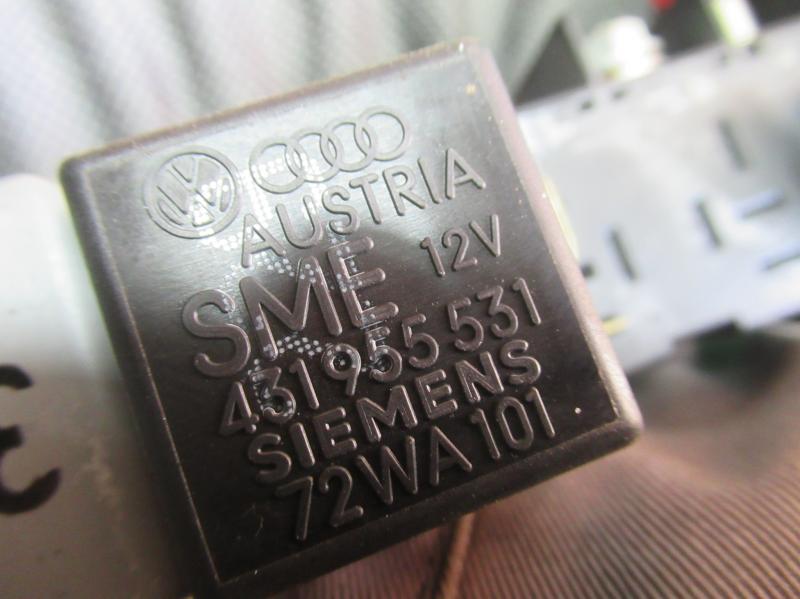 AUSTRIA
SME 12V
431 955 531
SIEMENS
72WA 101